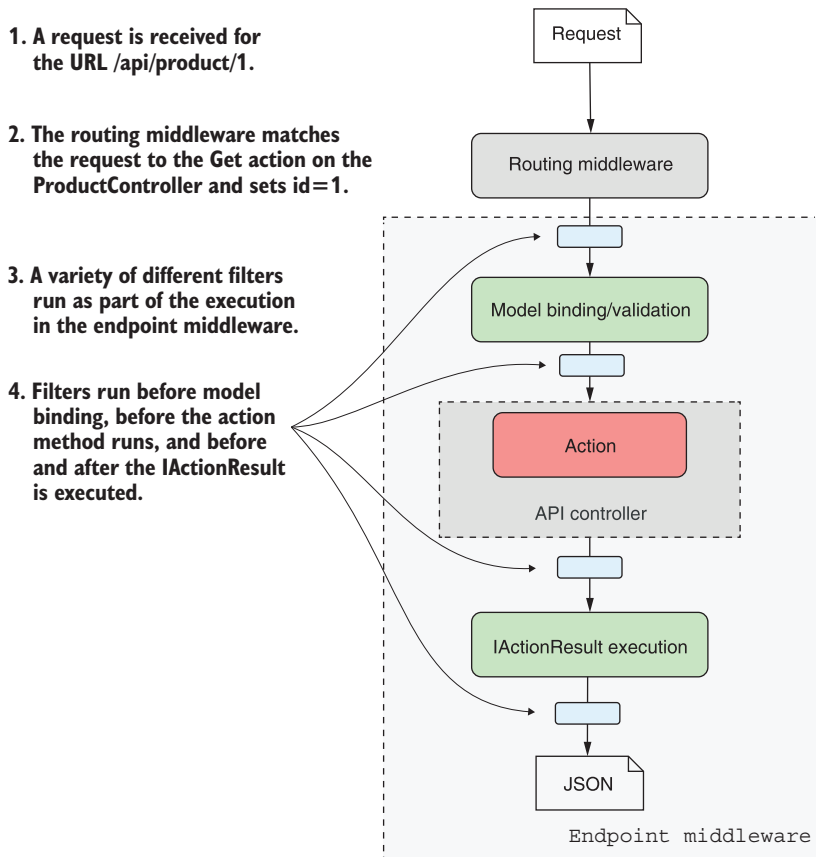 1. A request is received for
the URL /api/product/1.
2. The routing middleware matches
the request to the Get action on the
ProductController and sets id=1.
3. A variety of different filters
run as part of the execution
in the endpoint middleware.
4. Filters run before model
binding, before the action
method runs, and before
and after the IActionResult
is executed.
Request
Routing middleware
Model binding/validation
Action
API controller
IActionResult execution
JSON
Endpoint middleware